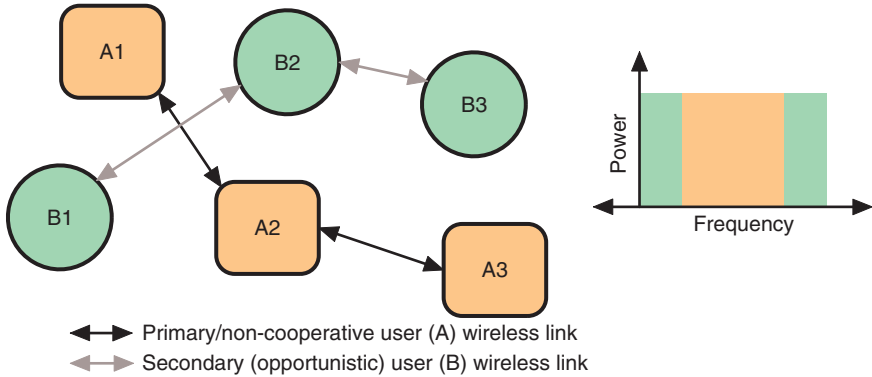 A1
B2
B3
B1
A2
A3
Power
Frequency
Primary/non-cooperative user (A) wireless link
Secondary (opportunistic) user (B) wireless link